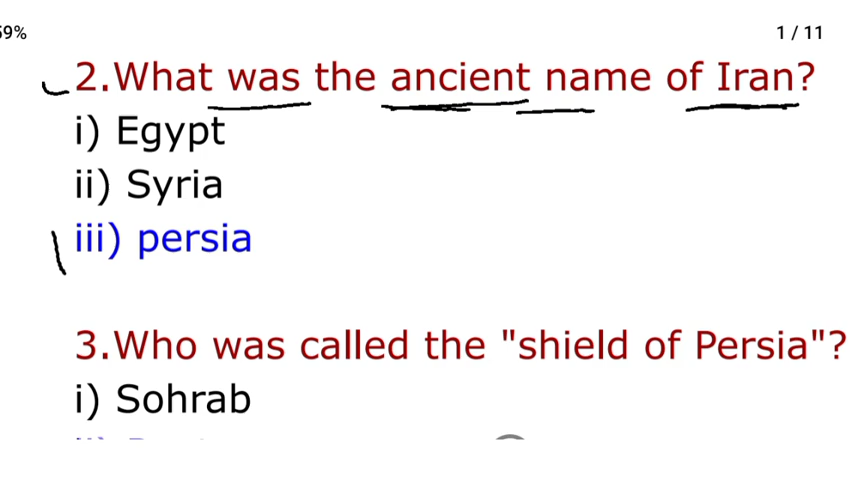 59%
1 / 11
2.What was the ancient name of Iran?
i) Egypt
ii) Syria
iii) persia
3.Who was called the "shield of Persia"?
i) Sohrab